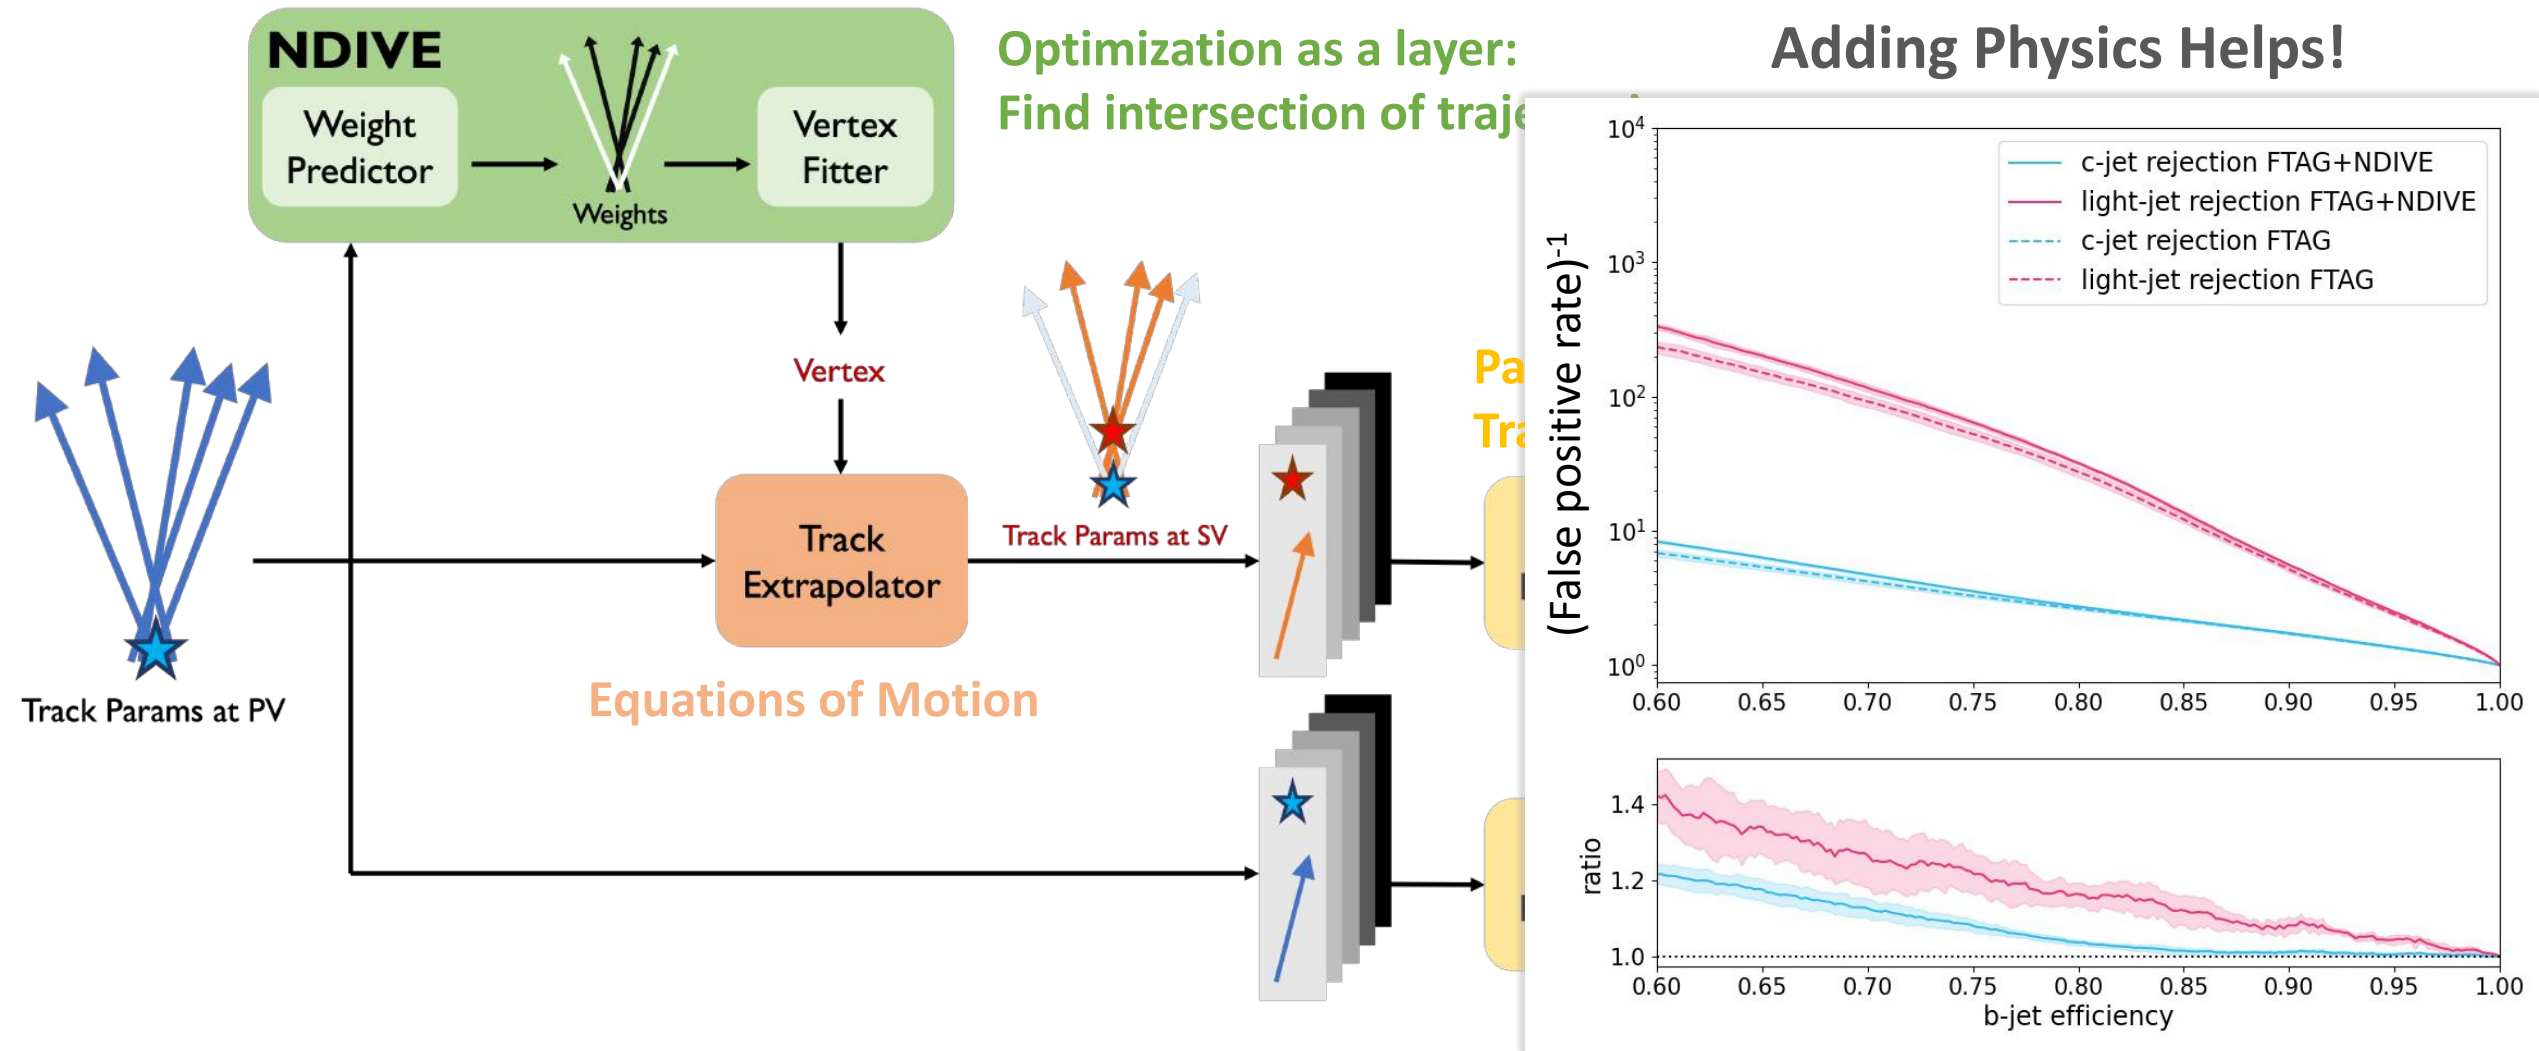 NDIVE
Weight
Predictor
Weights
Vertex
Fitter
Optimization as a layer:
Find intersection of traje
Adding Physics Helps!
Vertex
Track
Extrapolator
Track Params at SV
Equations of Motion
Track Params at PV
Pa
Tra
(False positive rate)-1
10^4
10^3
10^2
10^1
10^0
c-jet rejection FTAG+NDIVE
light-jet rejection FTAG+NDIVE
c-jet rejection FTAG
light-jet rejection FTAG
0.60 0.65 0.70 0.75 0.80 0.85 0.90 0.95 1.00
ratio
1.4
1.2
1.0
0.60 0.65 0.70 0.75 0.80 0.85 0.90 0.95 1.00
b-jet efficiency